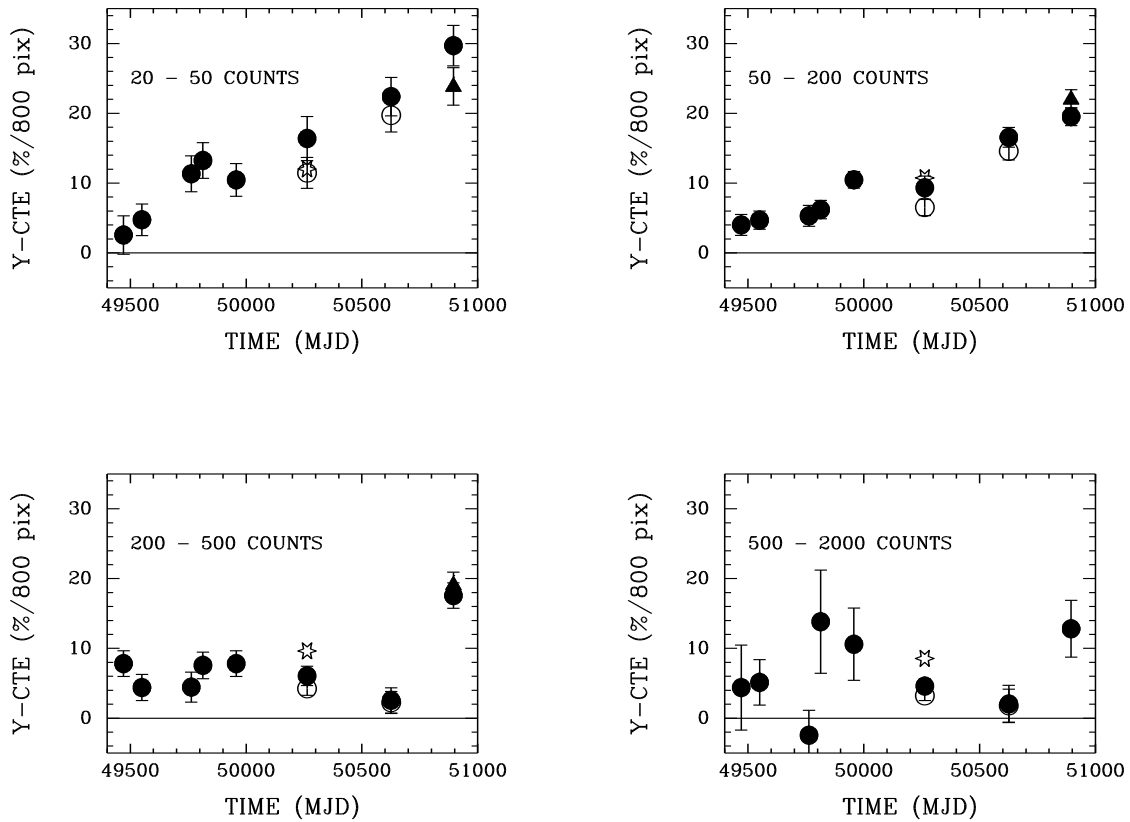 Y-CTE (%/800 pix)
30
20
10
0
20 - 50 COUNTS
49500 50000 50500 51000
TIME (MJD)
Y-CTE (%/800 pix)
30
20
10
0
50 - 200 COUNTS
49500 50000 50500 51000
TIME (MJD)
Y-CTE (%/800 pix)
30
20
10
0
200 - 500 COUNTS
49500 50000 50500 51000
TIME (MJD)
Y-CTE (%/800 pix)
30
20
10
0
500 - 2000 COUNTS
49500 50000 50500 51000
TIME (MJD)